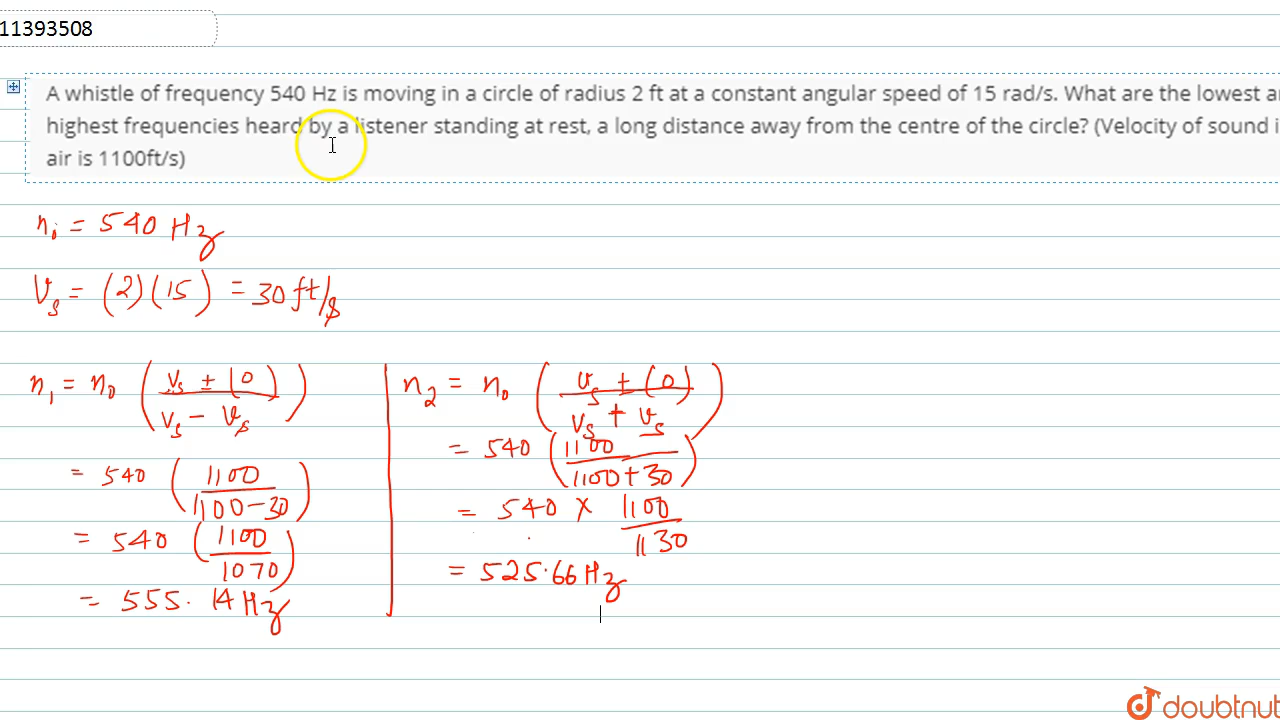 11393508
A whistle of frequency 540 Hz is moving in a circle of radius 2 ft at a constant angular speed of 15 rad/s. What are the lowest
highest frequencies heard by a listener standing at rest, a long distance away from the centre of the circle? (Velocity of sound
air is 1100ft/s)
n₀ = 540 Hz
Vs = (2)(15) = 30 ft/s
n₁ = n₀ (Vs ± (0) / Vs - Vs)
= 540 (1100 / 1100-30)
= 540 (1100 / 1070)
= 555.14 Hz
n₂ = n₀ (Vs + (0) / Vs + Vs)
= 540 (1100 / 1100+30)
= 540 × 1100 / 1130
= 525.66 Hz
doubtnut